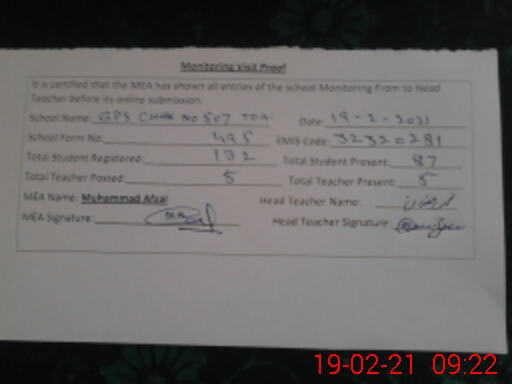 Monitoring Visit Proof
It is certified that the MEA has shown all entries of the school Monitoring From to Head
Teacher before its online submission.
School Name: GPS CHAK NO 507 TDA Date: 19-2-2021
School Form No: 495 EMIS Code: 32320281
Total Student Registered: 132 Total Student Present: 87
Total Teacher Posted: 5 Total Teacher Present: 5
MEA Name: Muhammad Afzal Head Teacher Name:
MEA Signature: Head Teacher Signature:
19-02-21 09:22